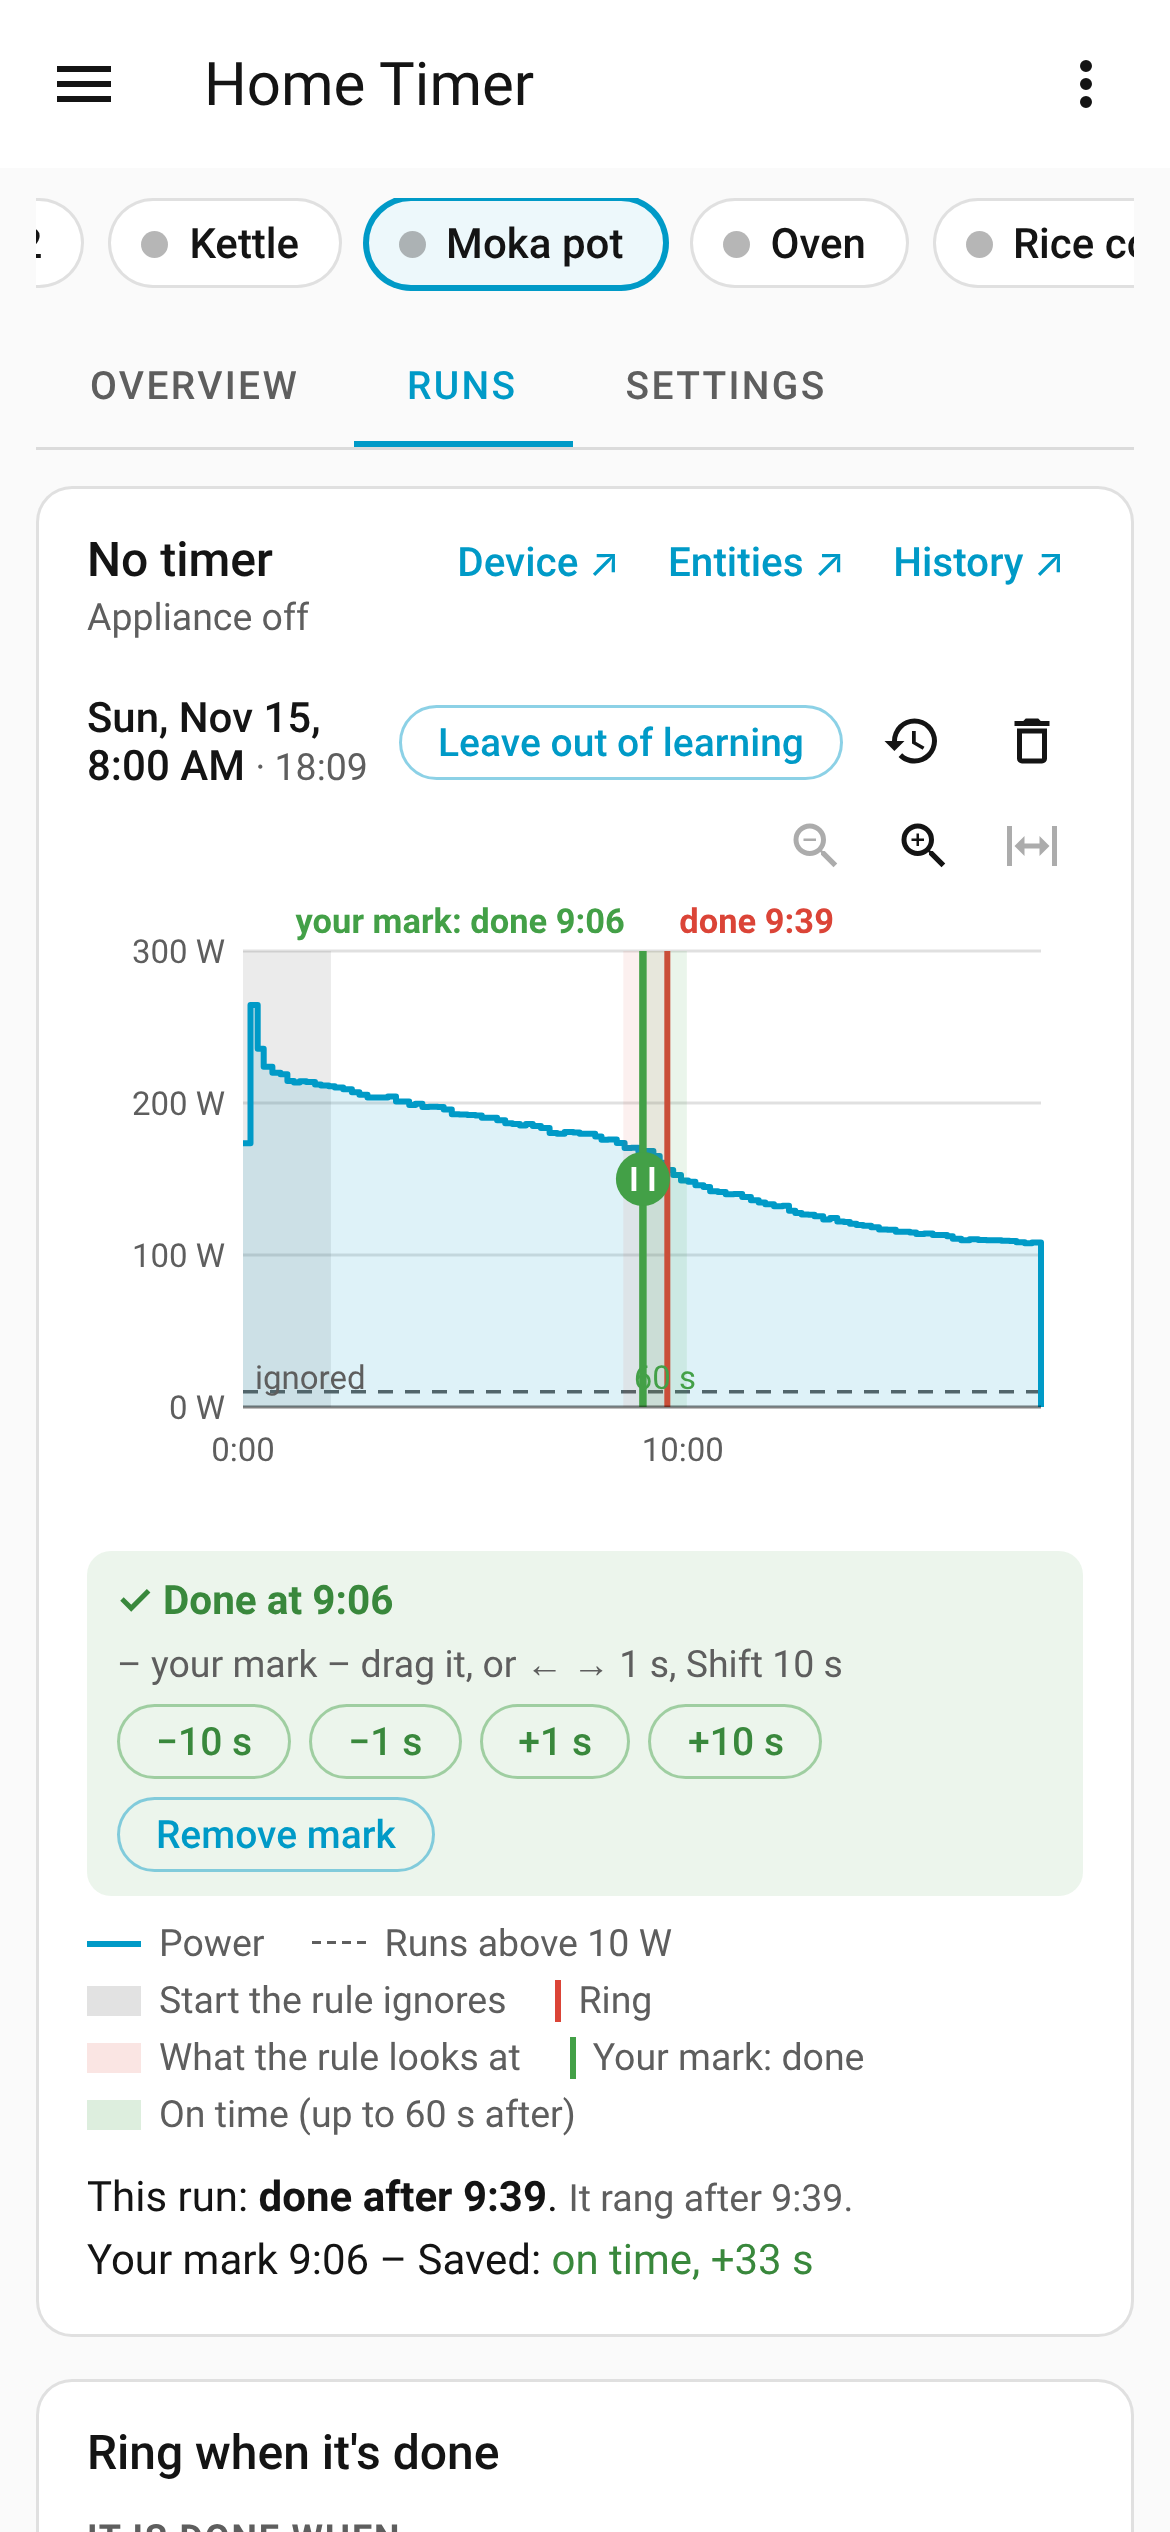 Home Timer
Kettle
Moka pot
Oven
Rice
OVERVIEW
RUNS
SETTINGS
No timer
Device ↗
Entities ↗
History ↗
Appliance off
Sun, Nov 15,
8:00 AM · 18:09
Leave out of learning
your mark: done 9:06
done 9:39
300 W
200 W
100 W
ignored
60 s
0 W
0:00
10:00
✓ Done at 9:06
– your mark – drag it, or ← → 1 s, Shift 10 s
−10 s
−1 s
+1 s
+10 s
Remove mark
Power
Runs above 10 W
Start the rule ignores
Ring
What the rule looks at
Your mark: done
On time (up to 60 s after)
This run: done after 9:39. It rang after 9:39.
Your mark 9:06 – Saved: on time, +33 s
Ring when it's done
IT IS DONE WHEN